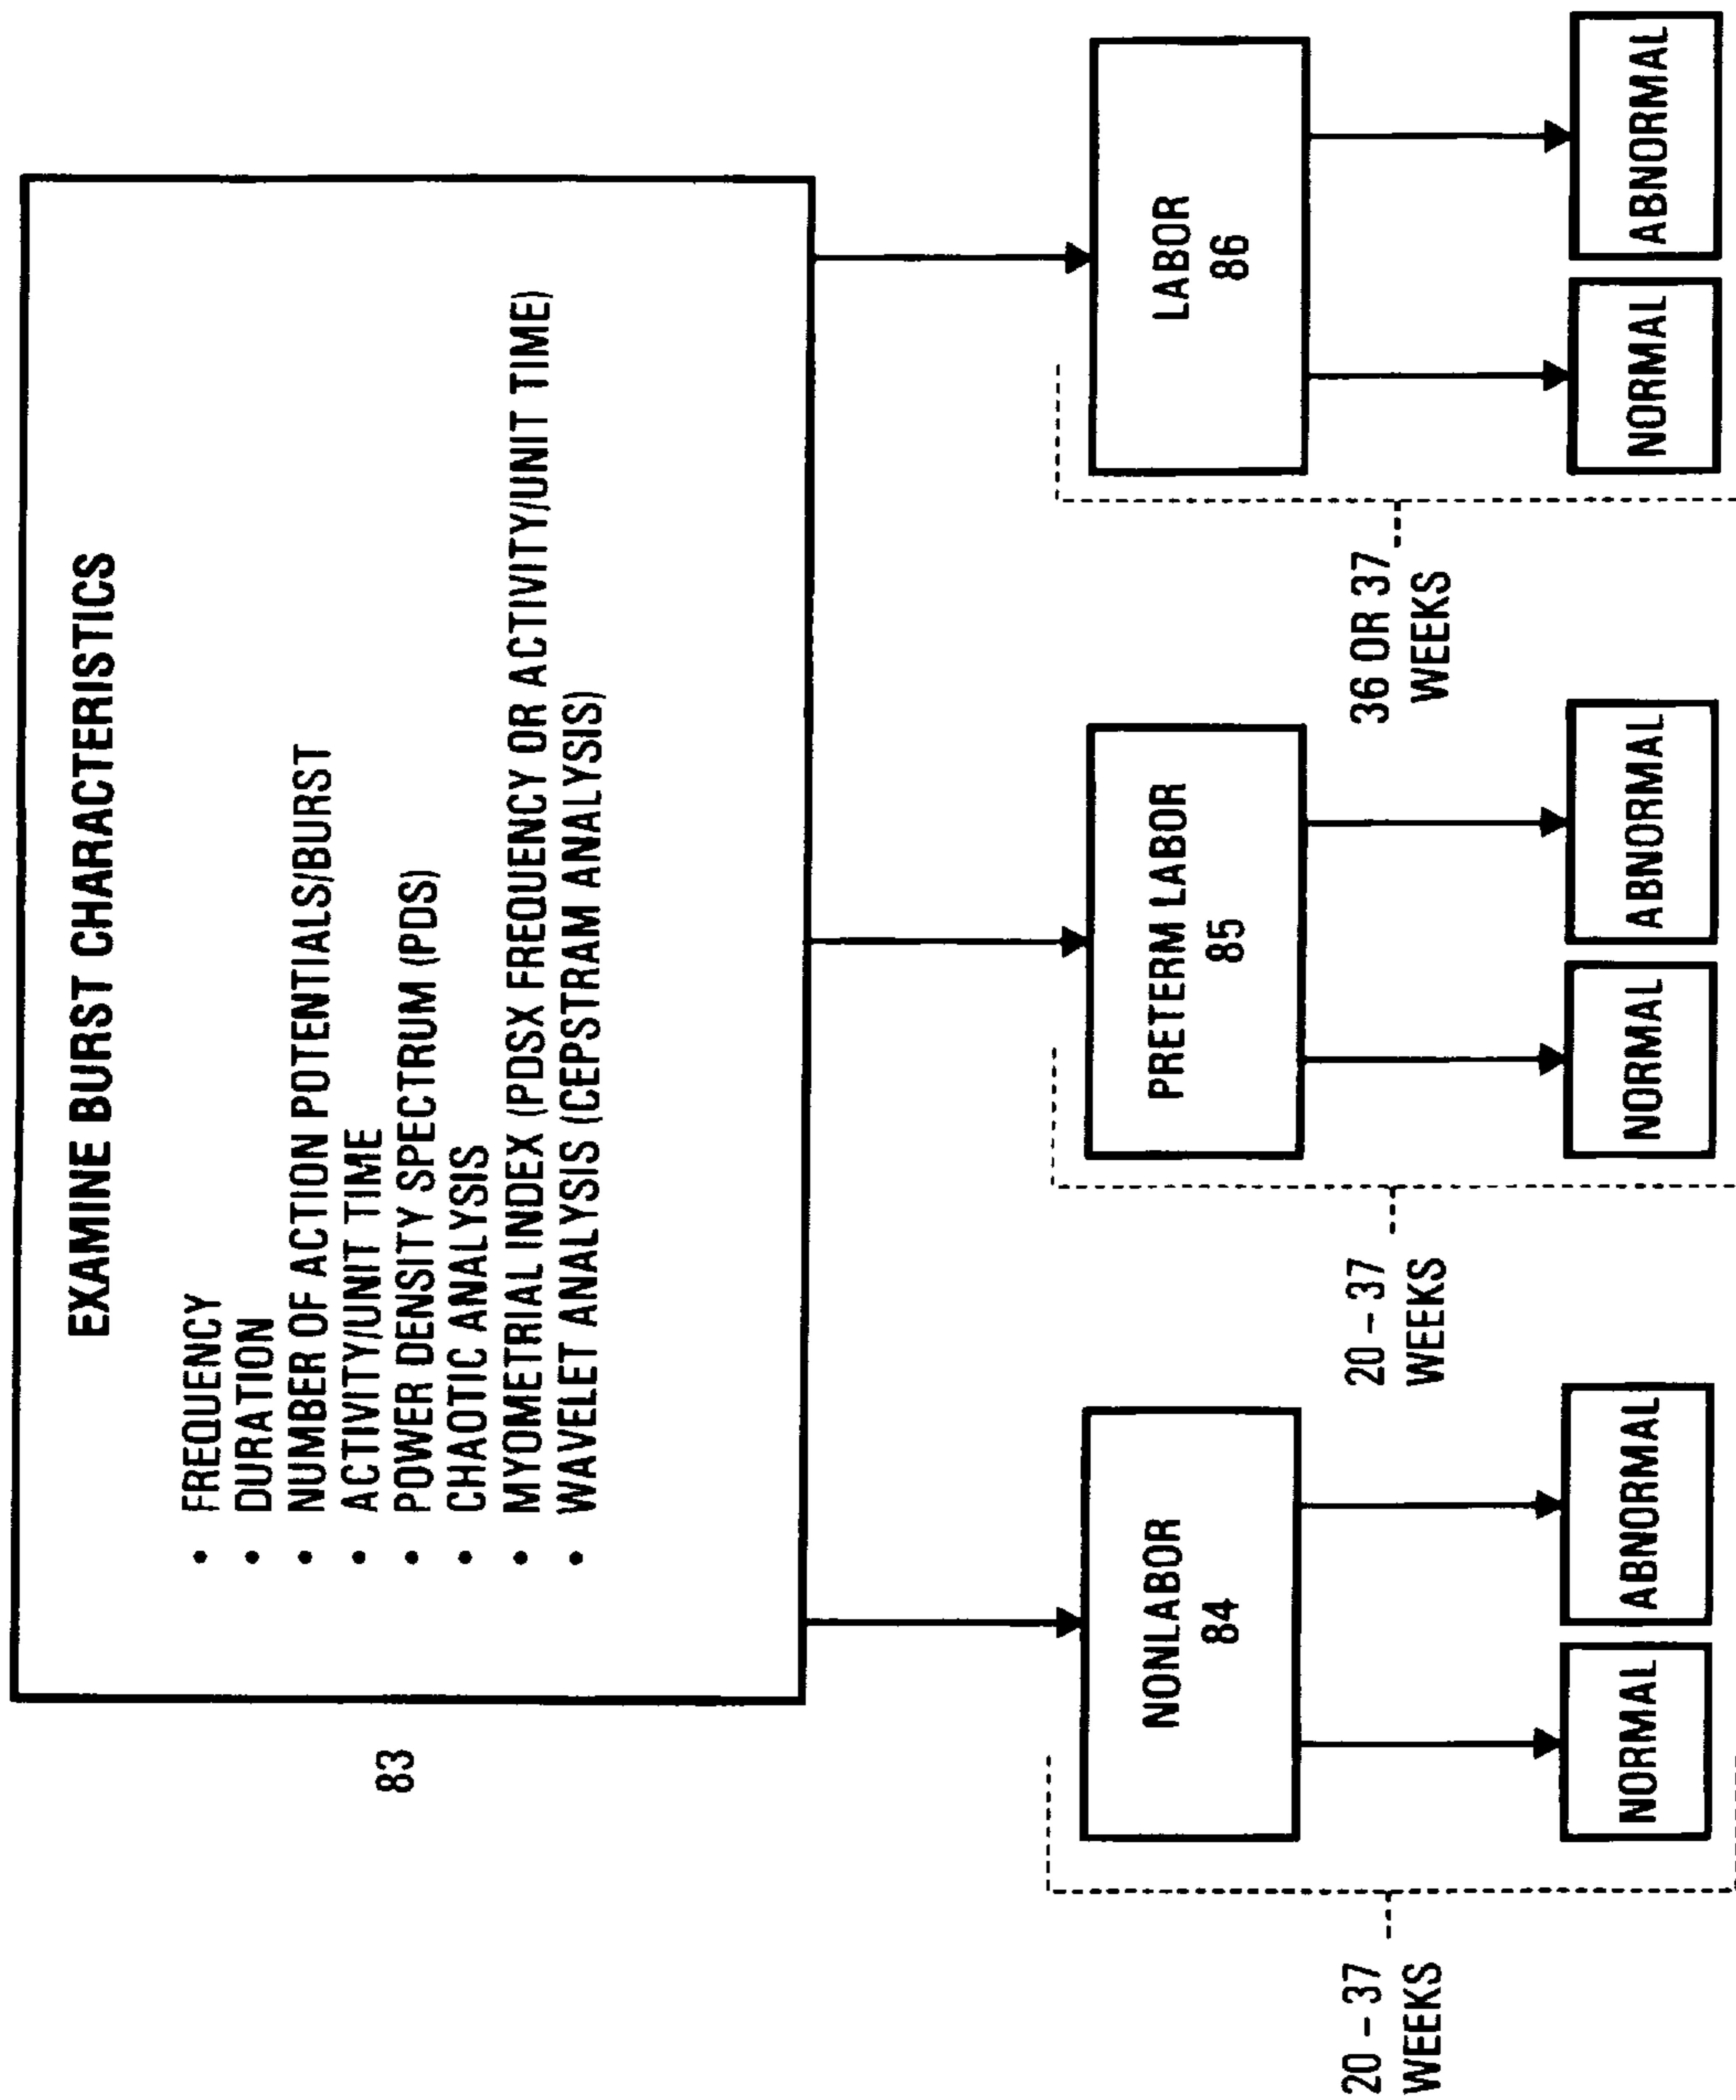 EXAMINE BURST CHARACTERISTICS
• FREQUENCY
• DURATION
• NUMBER OF ACTION POTENTIALS/BURST
• ACTIVITY/UNIT TIME
• POWER DENSITY SPECTRUM (PDS)
• CHAOTIC ANALYSIS
• MYOMETRIAL INDEX (PDSX FREQUENCY OR ACTIVITY/UNIT TIME)
• WAVELET ANALYSIS (CEPSTRAM ANALYSIS)
83
NONLABOR
84
PRETERM LABOR
85
LABOR
86
20 – 37
WEEKS
20 – 37
WEEKS
36 OR 37
WEEKS
NORMAL
ABNORMAL
NORMAL
ABNORMAL
NORMAL
ABNORMAL